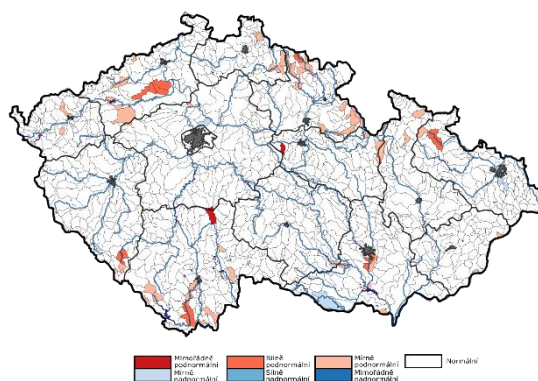 Mimořádně podnormální
Silně podnormální
Mírně podnormální
Normální
Mírně nadnormální
Silně nadnormální
Mimořádně nadnormální